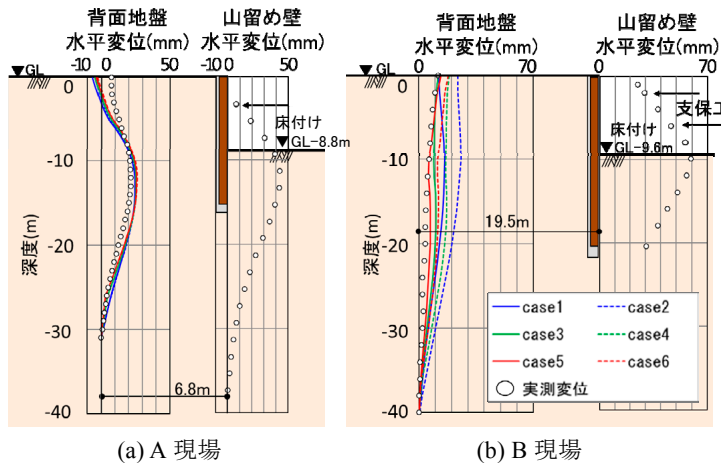 背面地盤
水平変位(mm)
-10 0 50
山留め壁
水平変位(mm)
-10 0 50
GL
0
-10
-20
-30
-40
深度(m)
床付け
GL-8.8m
6.8m
(a) A 現場
背面地盤
水平変位(mm)
0 70
山留め壁
水平変位(mm)
0 70
GL
0
-10
-20
-30
-40
深度(m)
支保工
床付け
GL-9.6m
19.5m
case1 case2
case3 case4
case5 case6
実測変位
(b) B 現場